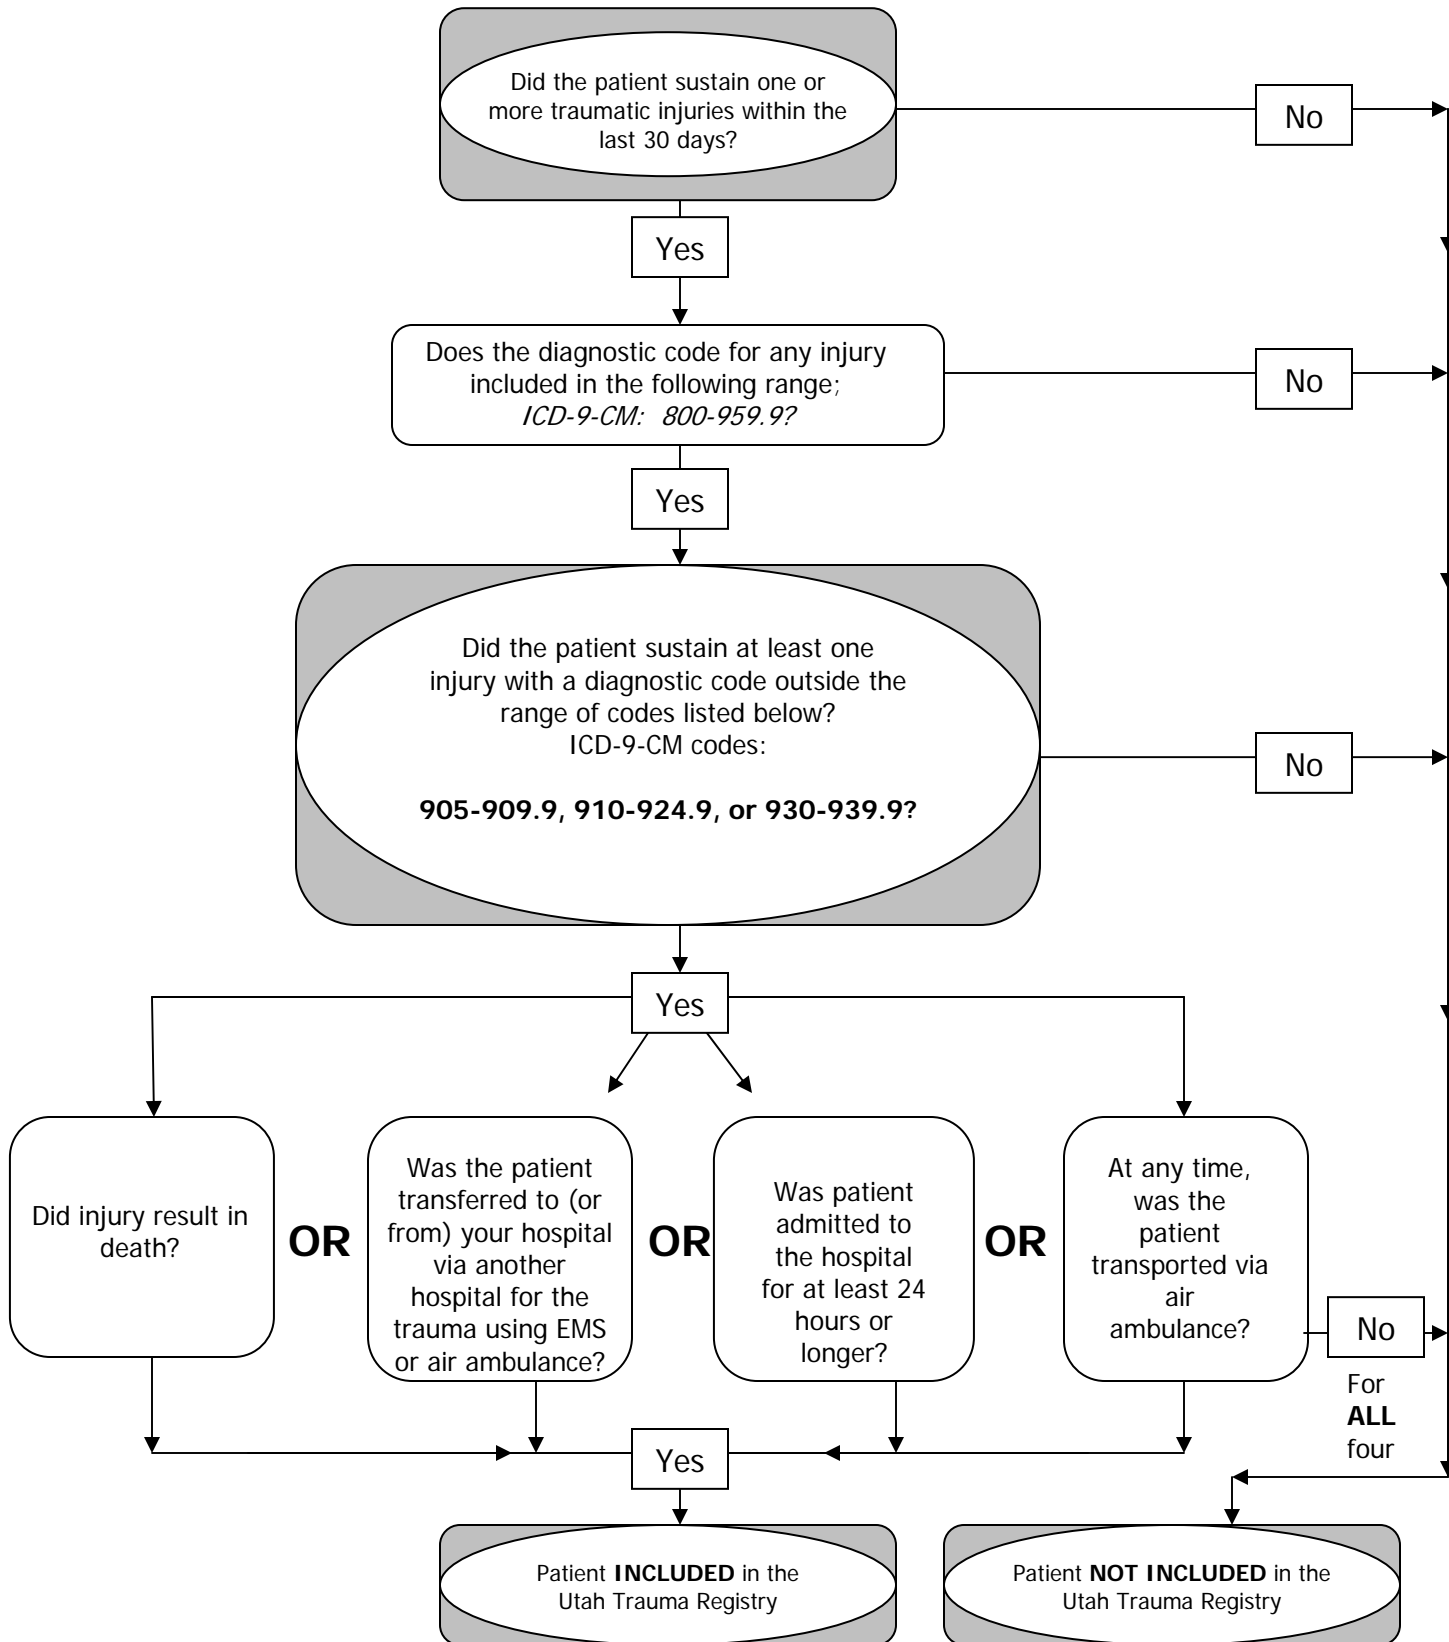 Did the patient sustain one or
more traumatic injuries within the
last 30 days?
No
Yes
Does the diagnostic code for any injury
included in the following range;
ICD-9-CM: 800-959.9?
No
Yes
Did the patient sustain at least one
injury with a diagnostic code outside the
range of codes listed below?
ICD-9-CM codes:
905-909.9, 910-924.9, or 930-939.9?
No
Yes
Did injury result in
death?
OR
Was the patient
transferred to (or
from) your hospital
via another
hospital for the
trauma using EMS
or air ambulance?
OR
Was patient
admitted to
the hospital
for at least 24
hours or
longer?
OR
At any time,
was the
patient
transported via
air
ambulance?
No
For
ALL
four
Yes
Patient INCLUDED in the
Utah Trauma Registry
Patient NOT INCLUDED in the
Utah Trauma Registry